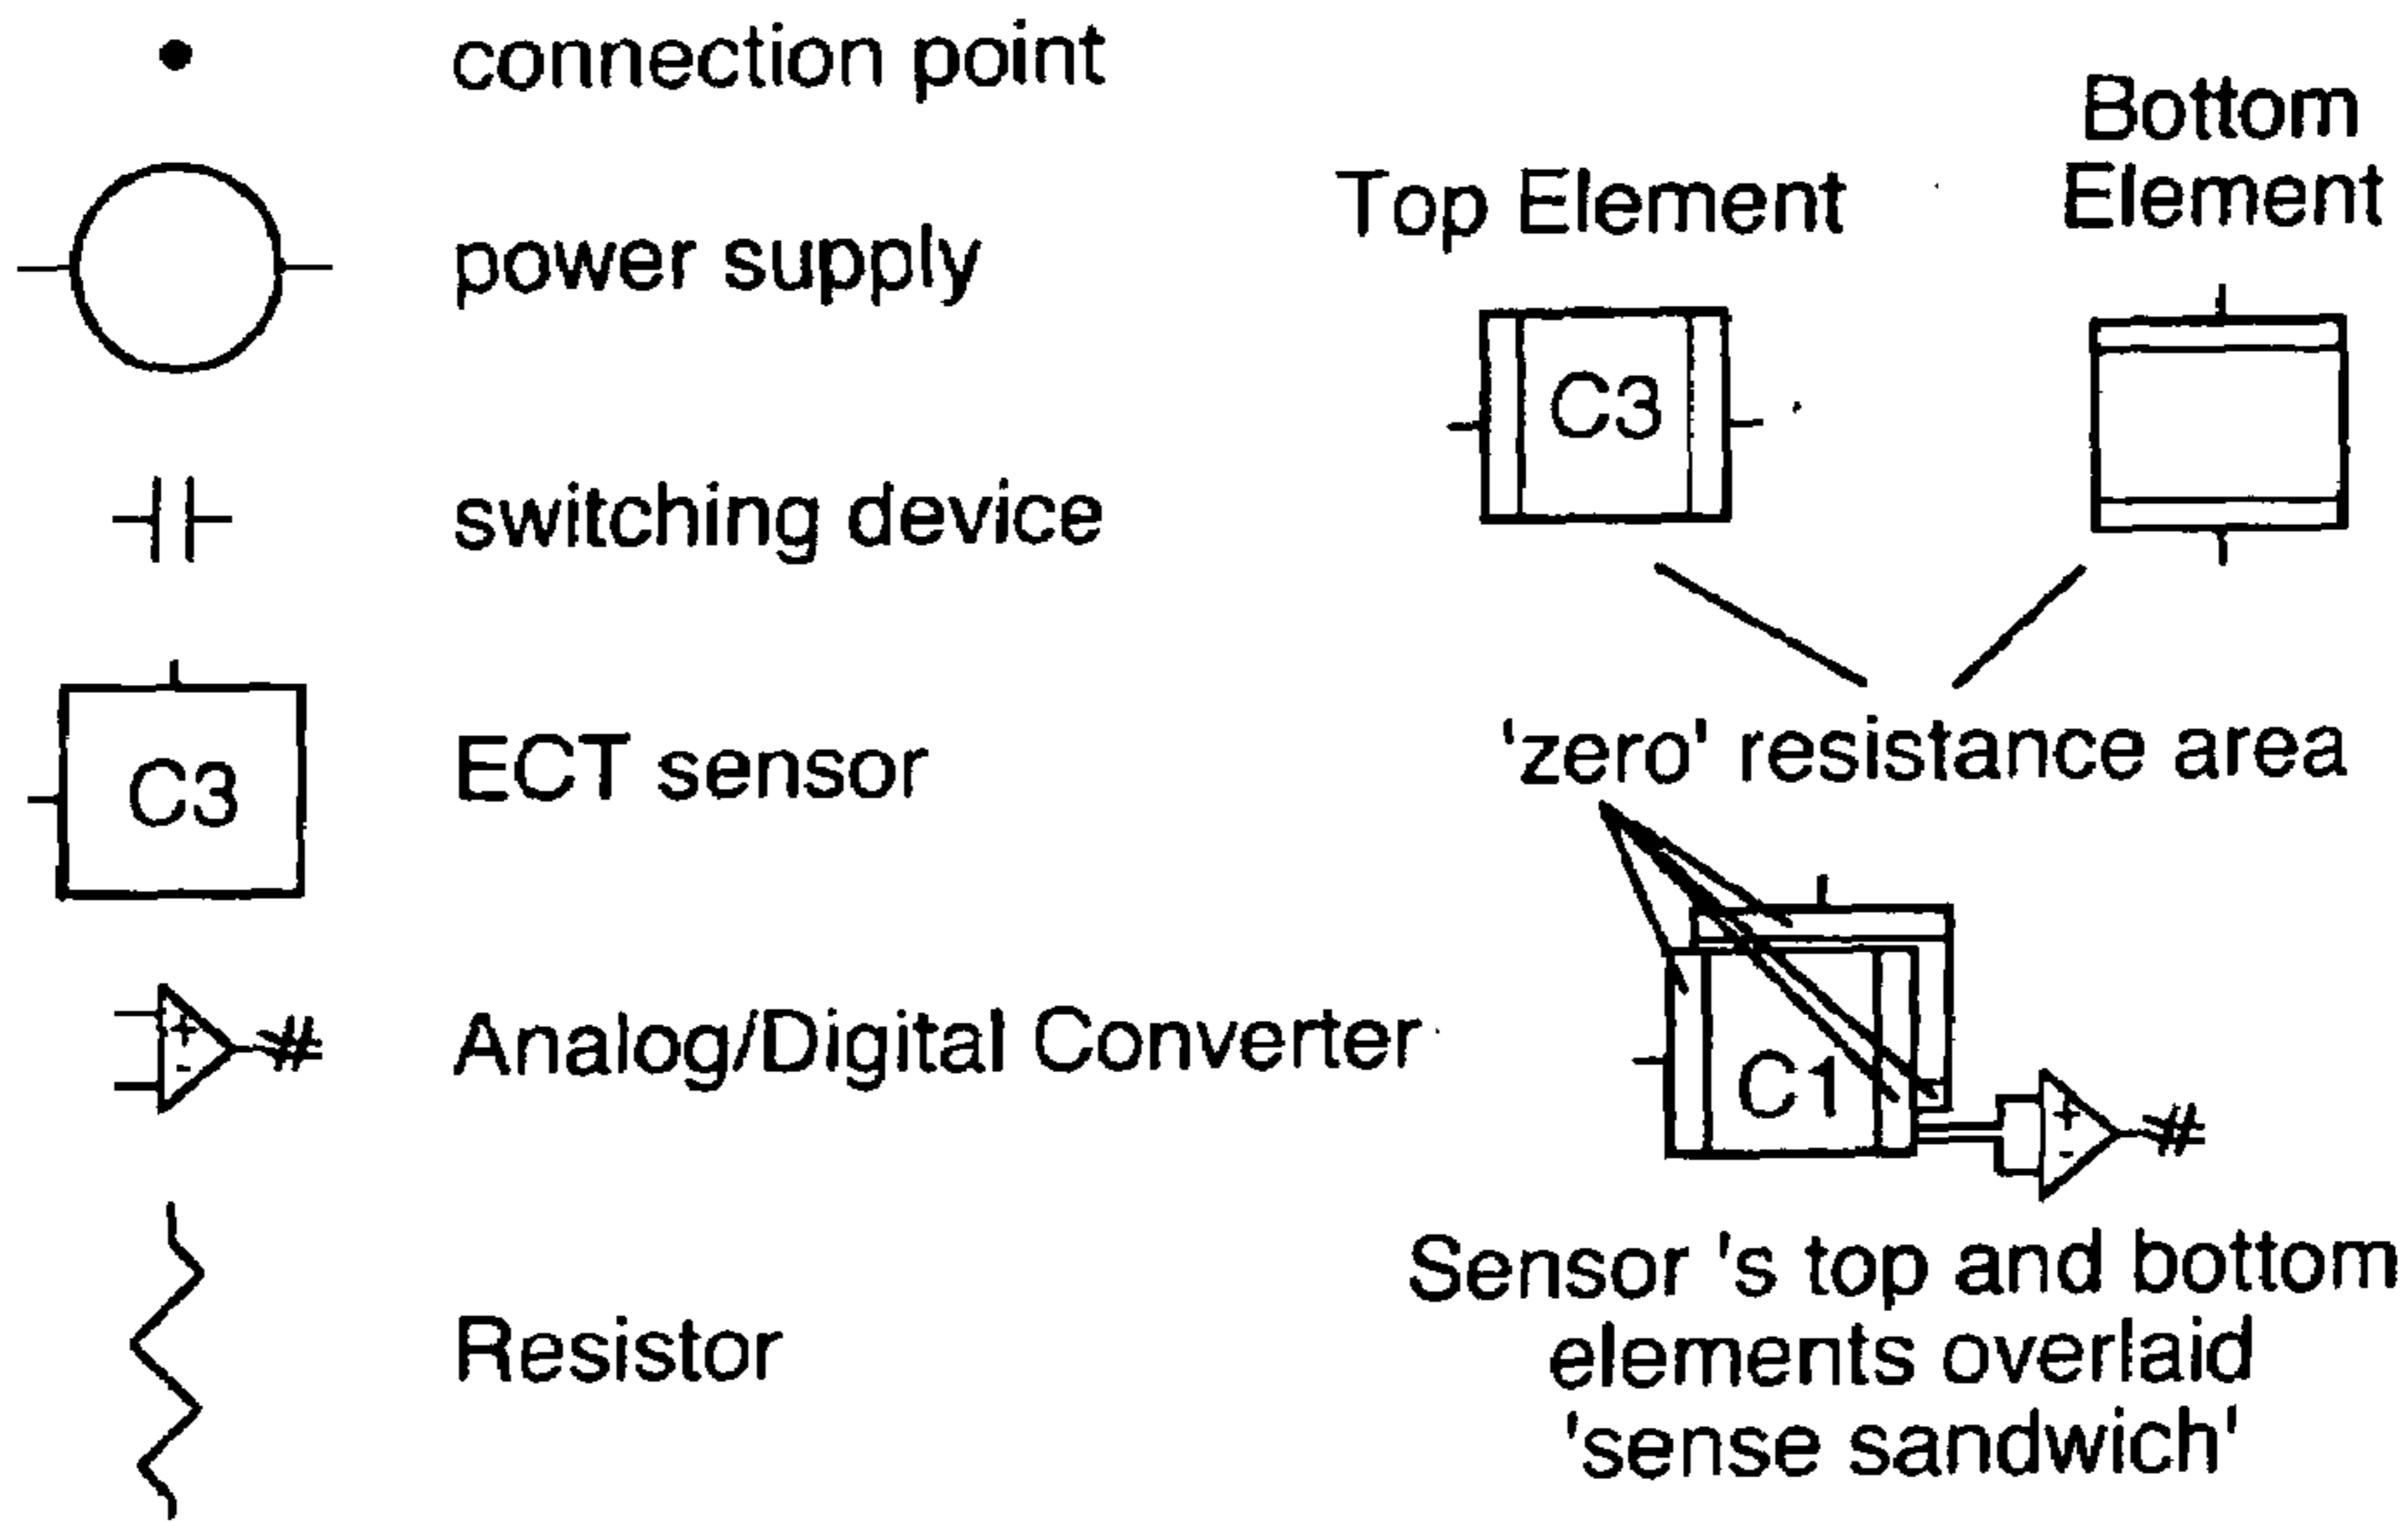 connection point
power supply
switching device
C3
ECT sensor
+
-
#
Analog/Digital Converter
Resistor
Top Element
Bottom
Element
C3
'zero' resistance area
C1
+
-
#
Sensor 's top and bottom
elements overlaid
'sense sandwich'